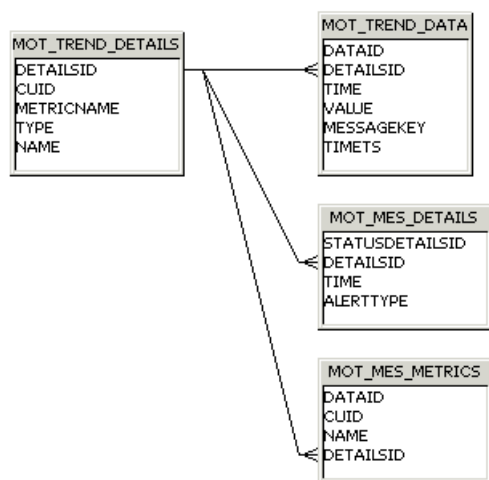 MOT_TREND_DETAILS
DETAILSID
CUID
METRICNAME
TYPE
NAME
MOT_TREND_DATA
DATAID
DETAILSID
TIME
VALUE
MESSAGEKEY
TIMETS
MOT_MES_DETAILS
STATUSDETAILSID
DETAILSID
TIME
ALERTTYPE
MOT_MES_METRICS
DATAID
CUID
NAME
DETAILSID